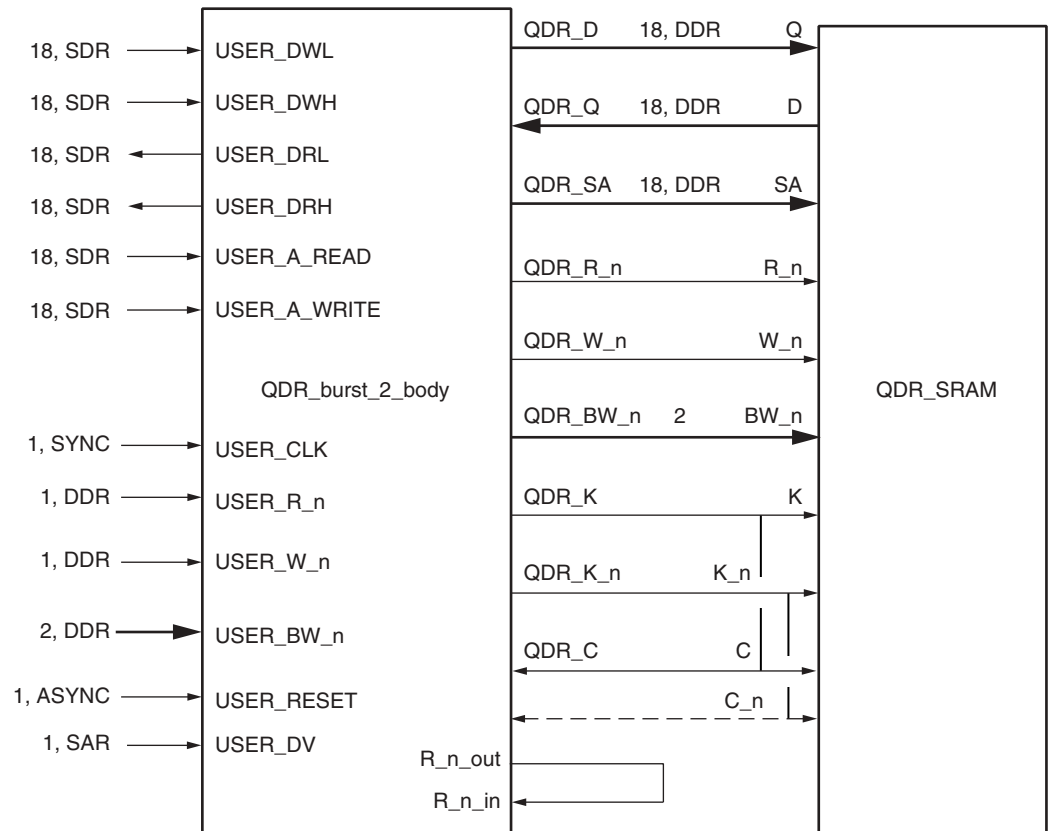 18, SDR USER_DWL
18, SDR USER_DWH
18, SDR USER_DRL
18, SDR USER_DRH
18, SDR USER_A_READ
18, SDR USER_A_WRITE
QDR_burst_2_body
1, SYNC USER_CLK
1, DDR USER_R_n
1, DDR USER_W_n
2, DDR USER_BW_n
1, ASYNC USER_RESET
1, SAR USER_DV
QDR_D 18, DDR Q
QDR_Q 18, DDR D
QDR_SA 18, DDR SA
QDR_R_n R_n
QDR_W_n W_n
QDR_BW_n 2 BW_n
QDR_K K
QDR_K_n K_n
QDR_C C
C_n
R_n_out
R_n_in
QDR_SRAM